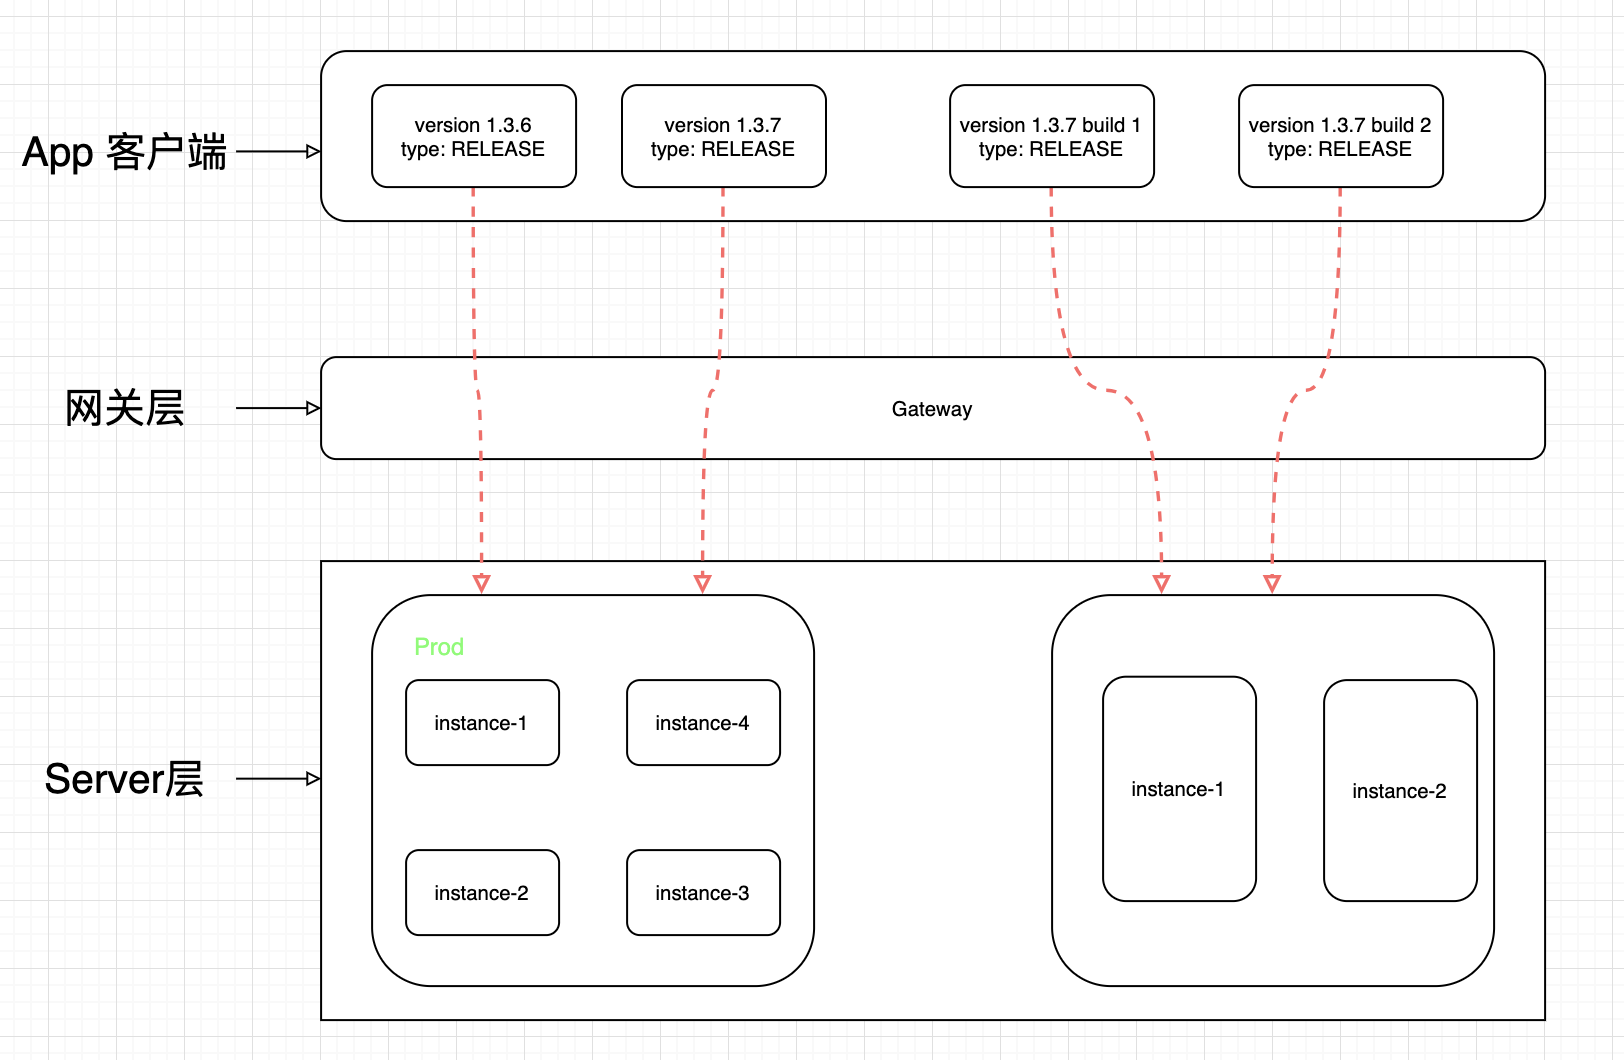 App 客户端
version 1.3.6
type: RELEASE
version 1.3.7
type: RELEASE
version 1.3.7 build 1
type: RELEASE
version 1.3.7 build 2
type: RELEASE
网关层
Gateway
Server层
Prod
instance-1
instance-4
instance-2
instance-3
instance-1
instance-2